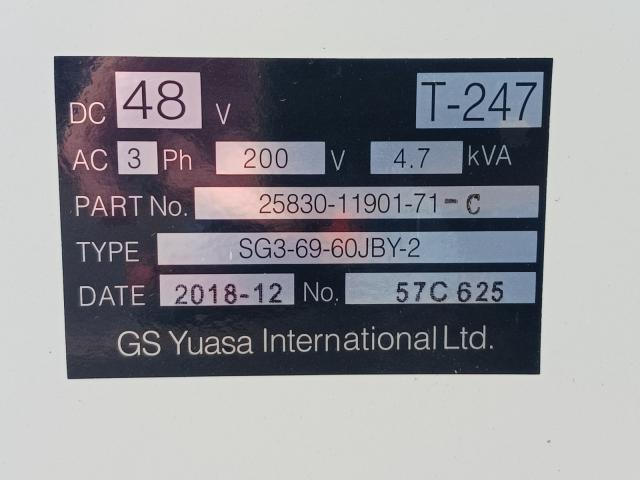 DC 48 V T-247
AC 3 Ph 200 V 4.7 kVA
PART No. 25830-11901-71-C
TYPE SG3-69-60JBY-2
DATE 2018-12 No. 57C625
GS Yuasa International Ltd.